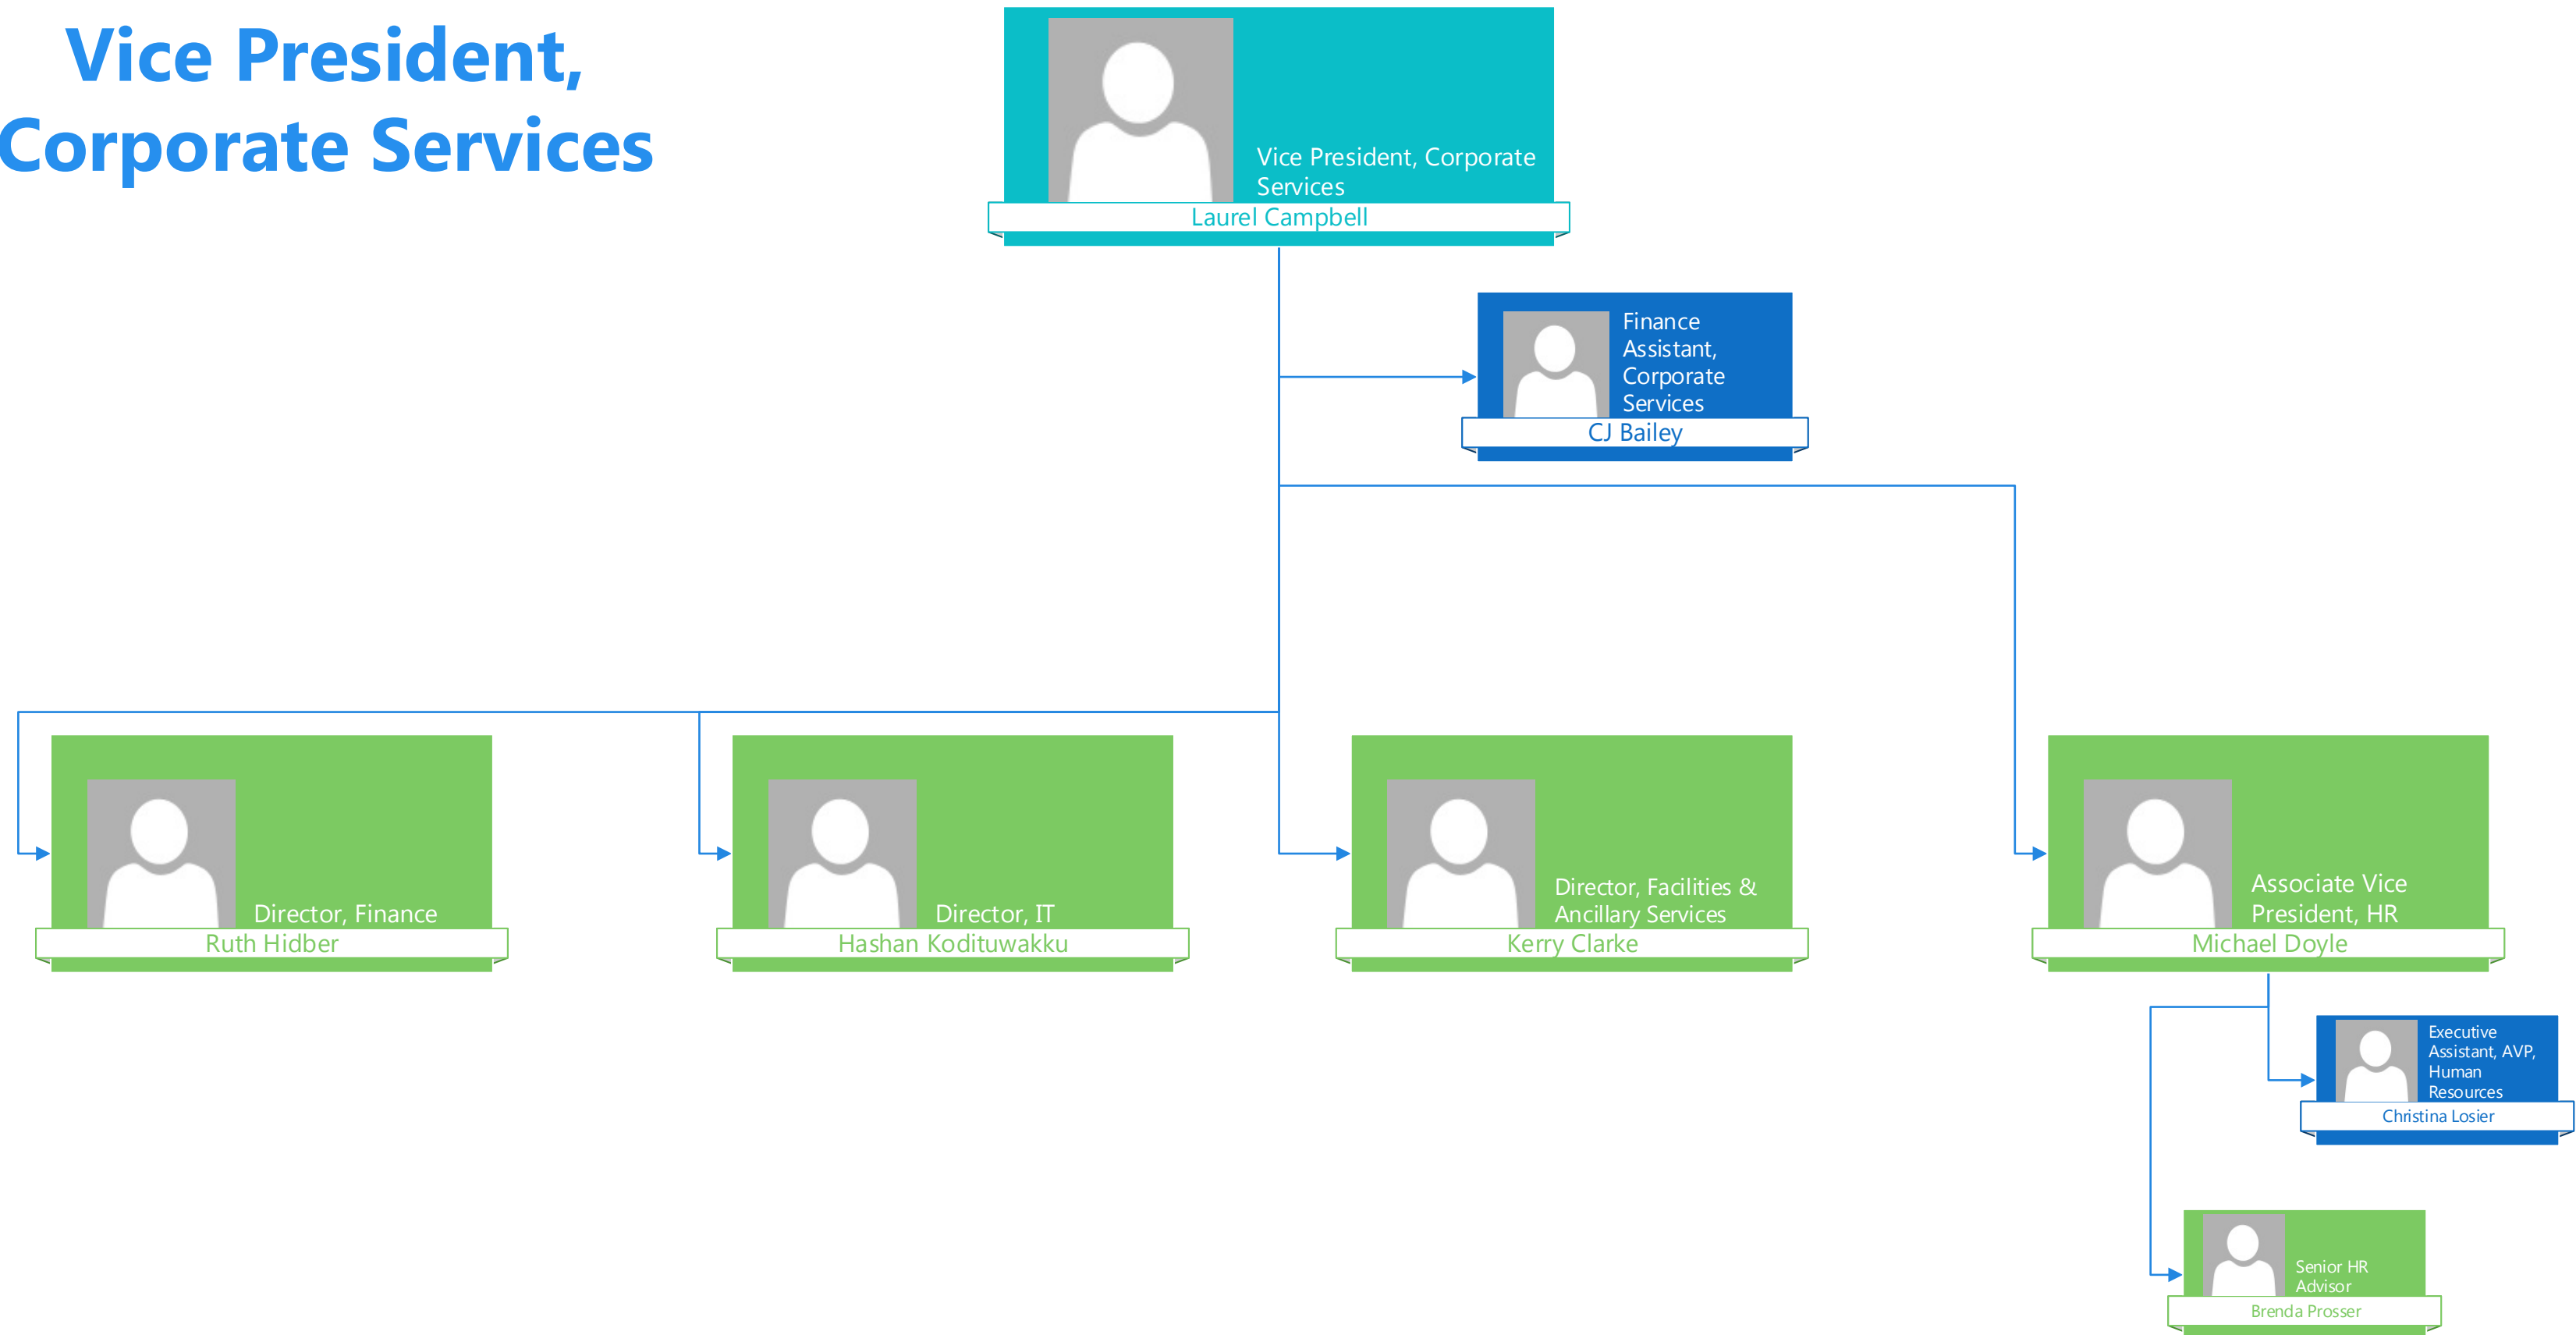 Vice President,
Corporate Services
Vice President, Corporate
Services
Laurel Campbell
Finance
Assistant,
Corporate
Services
CJ Bailey
Director, Finance
Ruth Hidber
Director, IT
Hashan Kodituwakku
Director, Facilities &
Ancillary Services
Kerry Clarke
Associate Vice
President, HR
Michael Doyle
Executive
Assistant, AVP,
Human
Resources
Christina Losier
Senior HR
Advisor
Brenda Prosser